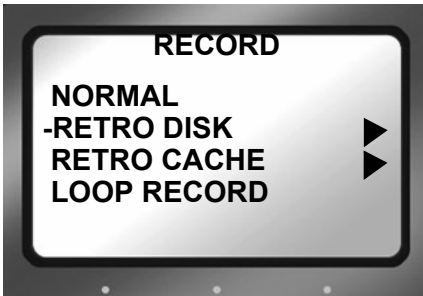 RECORD
NORMAL
-RETRO DISK ▶
RETRO CACHE ▶
LOOP RECORD